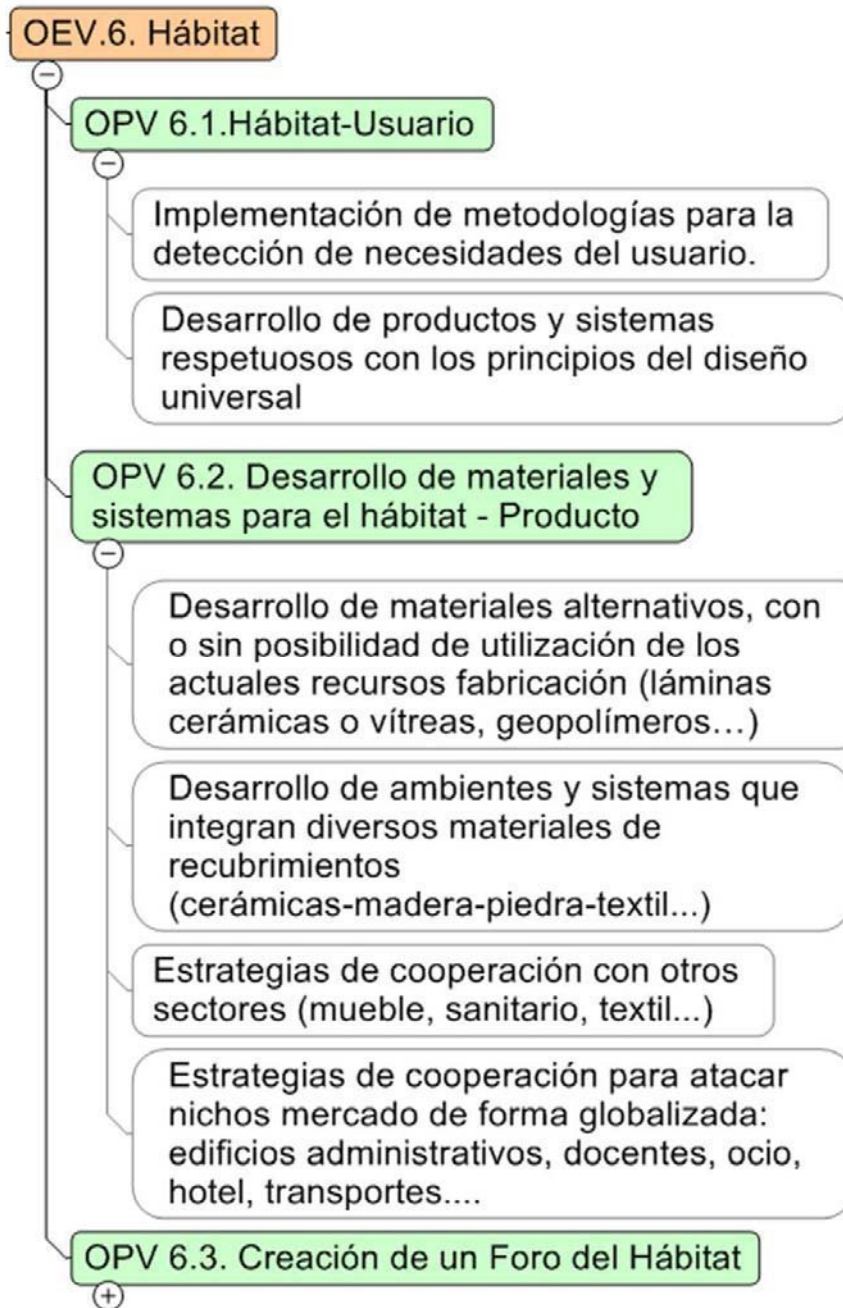 OEV.6. Hábitat
OPV 6.1.Hábitat-Usuario
Implementación de metodologías para la
detección de necesidades del usuario.
Desarrollo de productos y sistemas
respetuosos con los principios del diseño
universal
OPV 6.2. Desarrollo de materiales y
sistemas para el hábitat - Producto
Desarrollo de materiales alternativos, con
o sin posibilidad de utilización de los
actuales recursos fabricación (láminas
cerámicas o vítreas, geopolímeros…)
Desarrollo de ambientes y sistemas que
integran diversos materiales de
recubrimientos
(cerámicas-madera-piedra-textil...)
Estrategias de cooperación con otros
sectores (mueble, sanitario, textil...)
Estrategias de cooperación para atacar
nichos mercado de forma globalizada:
edificios administrativos, docentes, ocio,
hotel, transportes....
OPV 6.3. Creación de un Foro del Hábitat